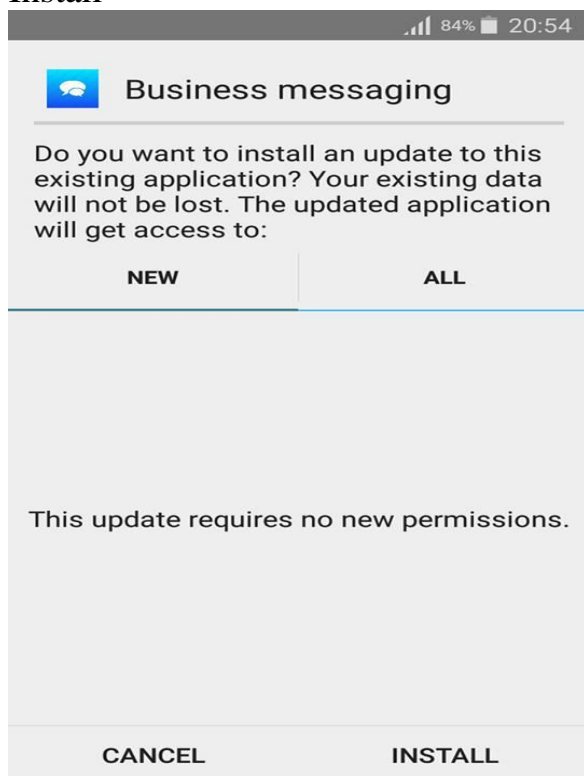 Install
84% 20:54
Business messaging
Do you want to install an update to this
existing application? Your existing data
will not be lost. The updated application
will get access to:
NEW ALL
This update requires no new permissions.
CANCEL INSTALL